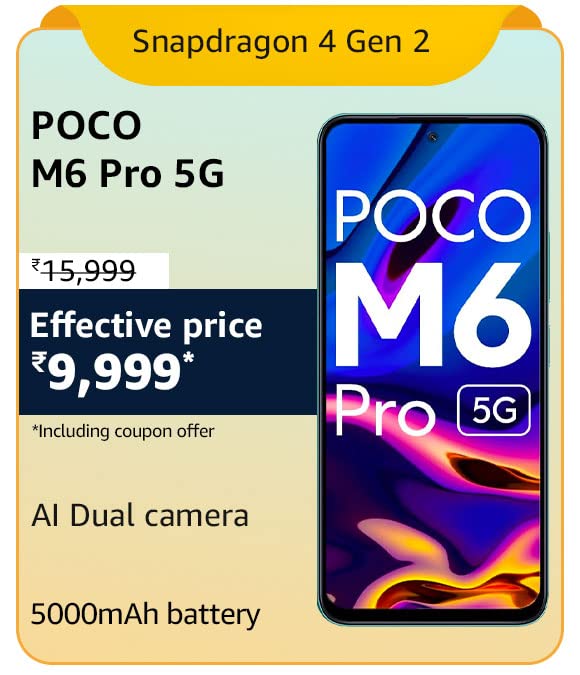 Snapdragon 4 Gen 2
POCO
M6 Pro 5G
₹15,999
Effective price
₹9,999*
*Including coupon offer
AI Dual camera
5000mAh battery
POCO
M6
Pro 5G